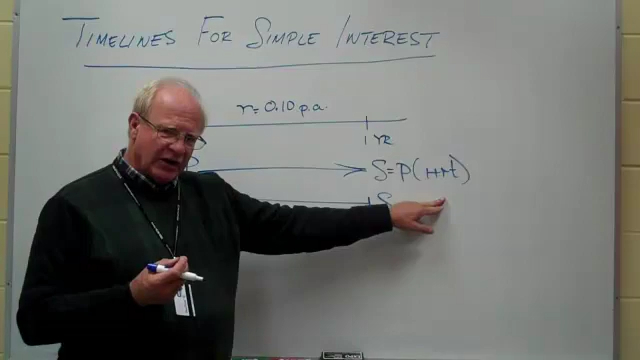 TIMELINES FOR SIMPLE INTEREST
r = 0.10 p.a.
1 YR
P S=P(1+rt)
S